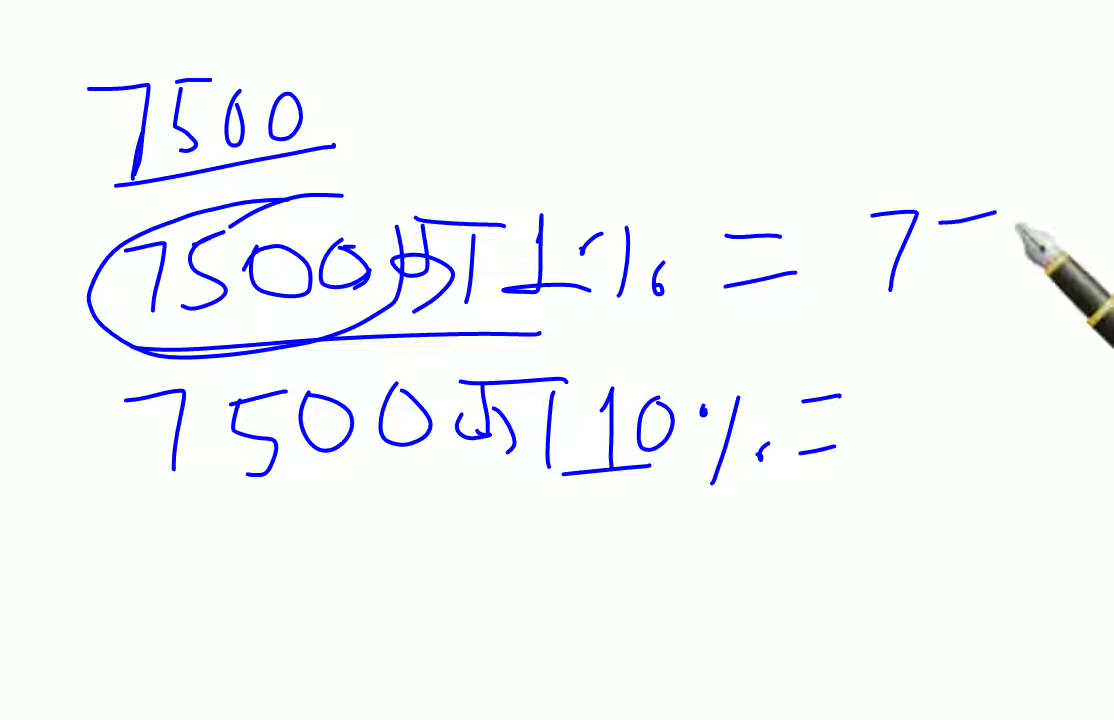 7500
7500 का 1% = 7
7500 का 10% =